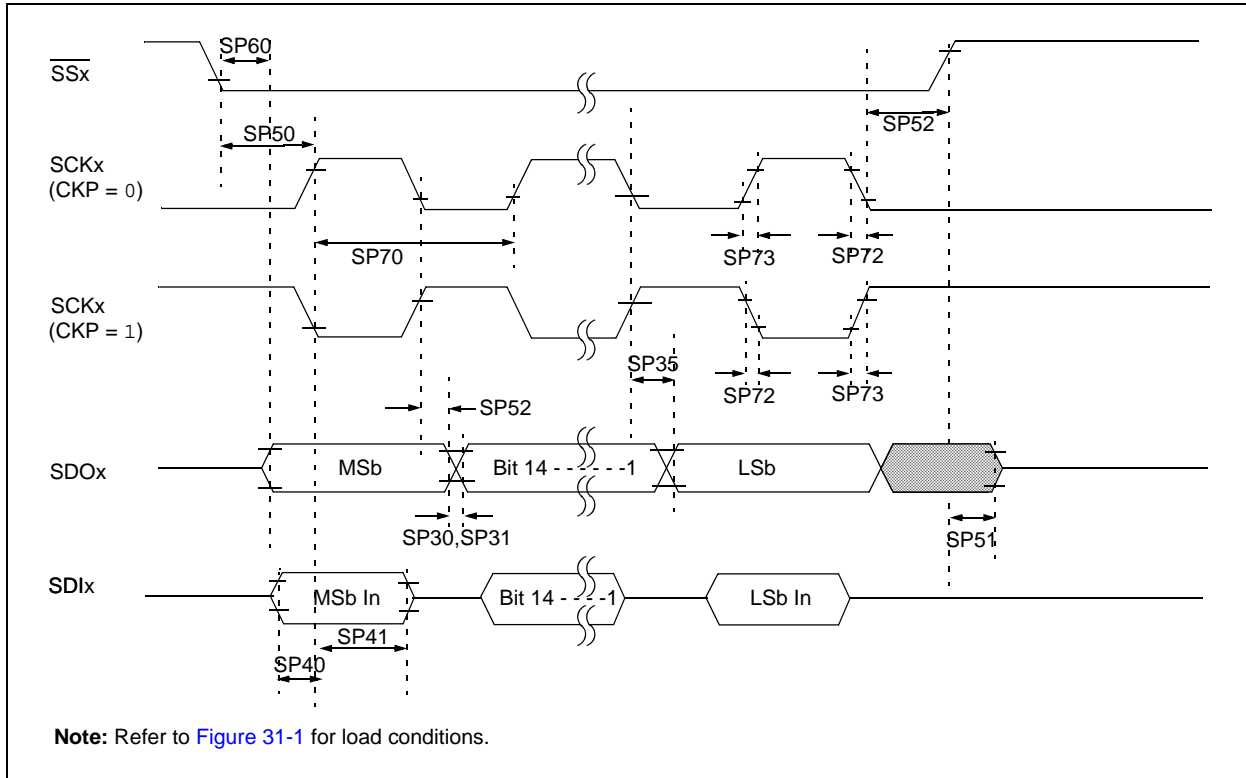 SP60
SSx
SP50
SP52
SCKx
(CKP = 0)
SP70
SP73
SP72
SCKx
(CKP = 1)
SP35
SP72
SP73
SP52
SDOx
MSb
Bit 14 - - - - - -1
LSb
SP30,SP31
SP51
SDIx
MSb In
Bit 14 - - - -1
LSb In
SP41
SP40
Note: Refer to Figure 31-1 for load conditions.